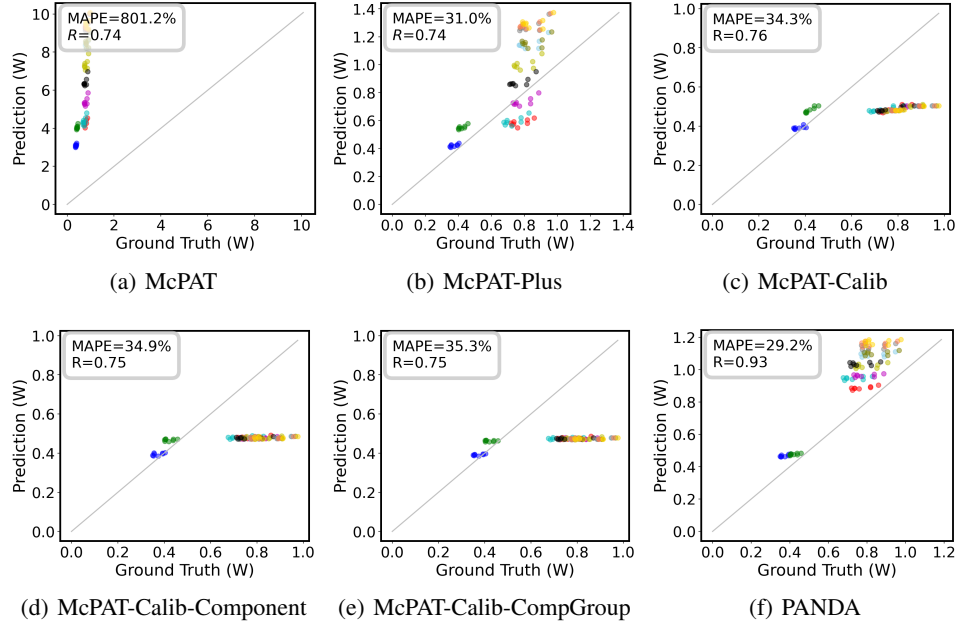 MAPE=801.2%
R=0.74
Prediction (W)
10
8
6
4
2
0
0 2 4 6 8 10
Ground Truth (W)
(a) McPAT
MAPE=31.0%
R=0.74
Prediction (W)
1.4
1.2
1.0
0.8
0.6
0.4
0.2
0.0
0.0 0.2 0.4 0.6 0.8 1.0 1.2 1.4
Ground Truth (W)
(b) McPAT-Plus
MAPE=34.3%
R=0.76
Prediction (W)
1.0
0.8
0.6
0.4
0.2
0.0
0.0 0.2 0.4 0.6 0.8 1.0
Ground Truth (W)
(c) McPAT-Calib
MAPE=34.9%
R=0.75
Prediction (W)
1.0
0.8
0.6
0.4
0.2
0.0
0.0 0.2 0.4 0.6 0.8 1.0
Ground Truth (W)
(d) McPAT-Calib-Component
MAPE=35.3%
R=0.75
Prediction (W)
1.0
0.8
0.6
0.4
0.2
0.0
0.0 0.2 0.4 0.6 0.8 1.0
Ground Truth (W)
(e) McPAT-Calib-CompGroup
MAPE=29.2%
R=0.93
Prediction (W)
1.2
1.0
0.8
0.6
0.4
0.2
0.0
0.0 0.2 0.4 0.6 0.8 1.0 1.2
Ground Truth (W)
(f) PANDA